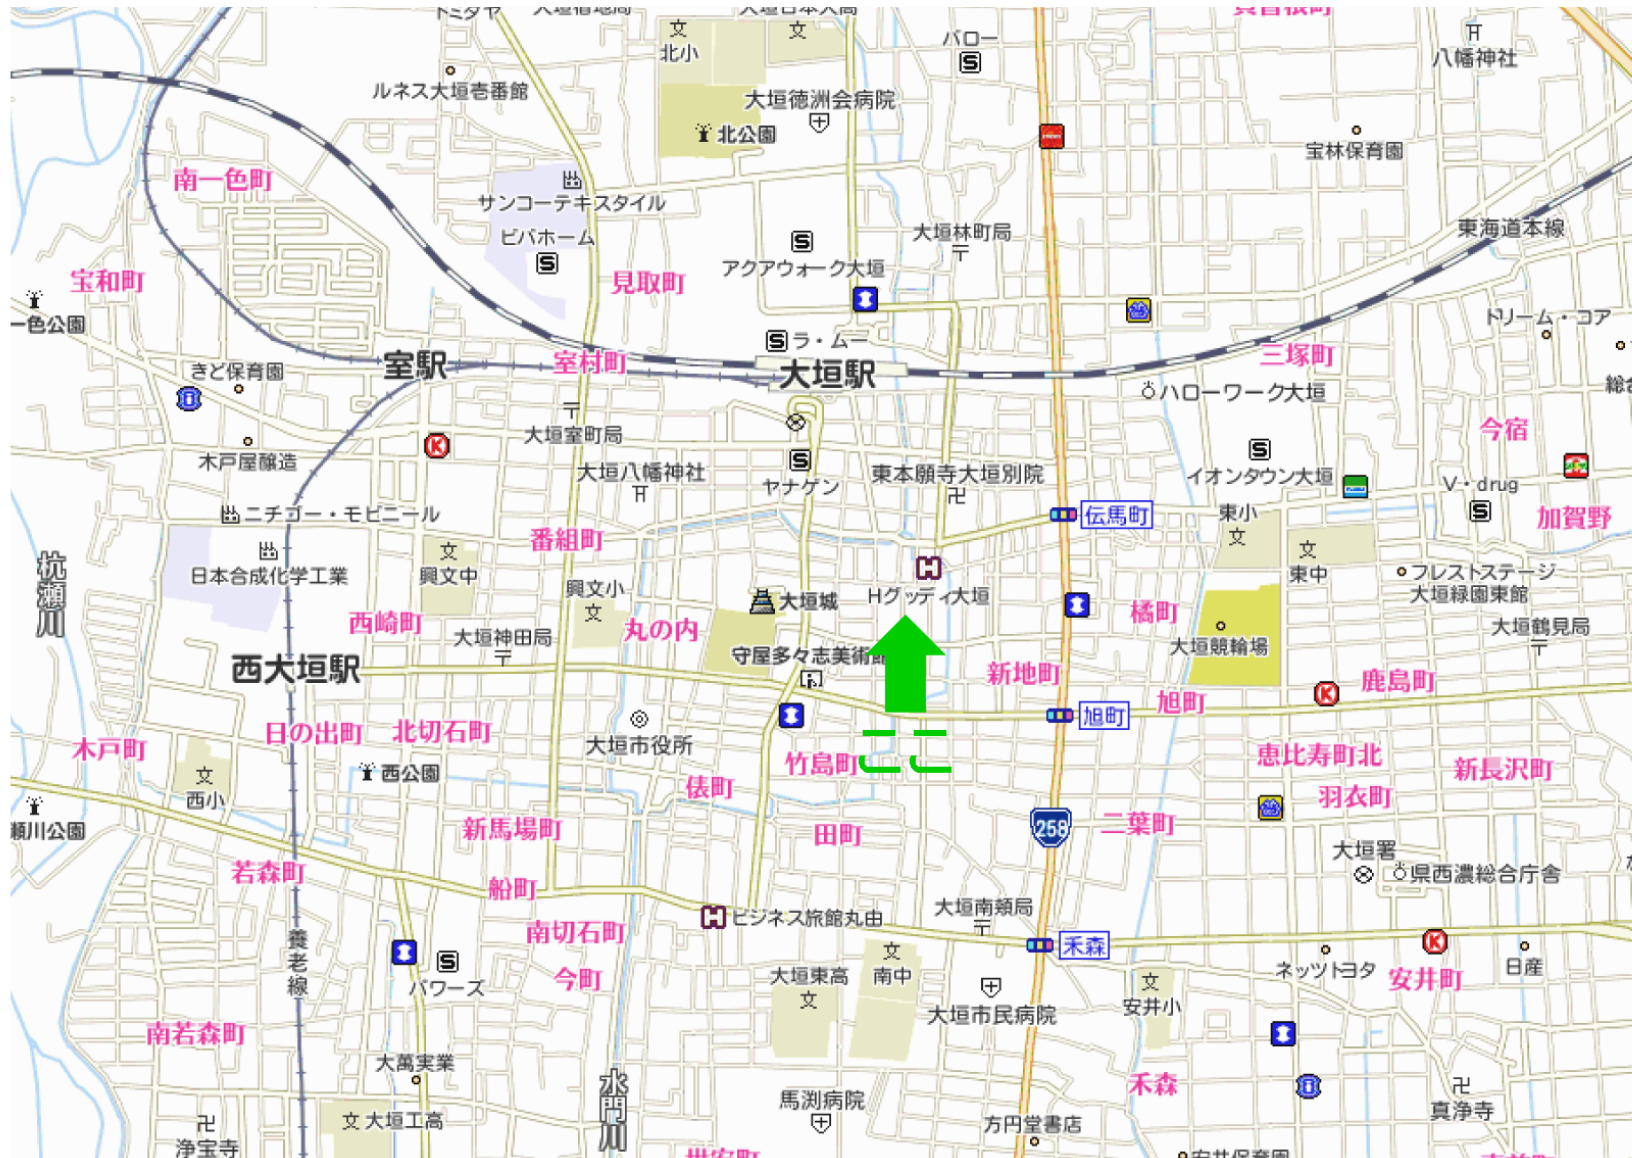 トミダヤ
北小
バロー
八幡神社
ルネス大垣壱番館
大垣徳洲会病院
北公園
宝林保育園
南一色町
サンコーテキスタイル
ビバホーム
大垣林町局
東海道本線
宝和町
見取町
アクアウォーク大垣
一色公園
ドリーム・コア
ラ・ムー
室駅
室村町
大垣駅
三塚町
きど保育園
ハローワーク大垣
大垣室町局
今宿
木戸屋醸造
大垣八幡神社
ヤナゲン
東本願寺大垣別院
イオンタウン大垣
V・drug
ニチゴー・モビニール
伝馬町
東小
加賀野
番組町
杭瀬川
日本合成化学工業
興文中
興文小
大垣城
Hグッディ大垣
東中
フレストステージ
大垣緑園東館
西崎町
大垣神田局
丸の内
橘町
大垣競輪場
大垣鶴見局
西大垣駅
守屋多々志美術館
新地町
旭町
鹿島町
旭町
木戸町
日の出町
北切石町
大垣市役所
竹島町
恵比寿町北
新長沢町
西公園
西小
俵町
羽衣町
瀬川公園
新馬場町
田町
258
二葉町
大垣署
県西濃総合庁舎
若森町
船町
ビジネス旅館丸由
大垣南頬局
南切石町
禾森
養老線
パワーズ
今町
大垣東高
南中
大垣市民病院
安井小
ネッツトヨタ
安井町
日産
南若森町
大萬実業
水門川
馬渕病院
禾森
真浄寺
浄宝寺
大垣工高
方円堂書店
安井保育園